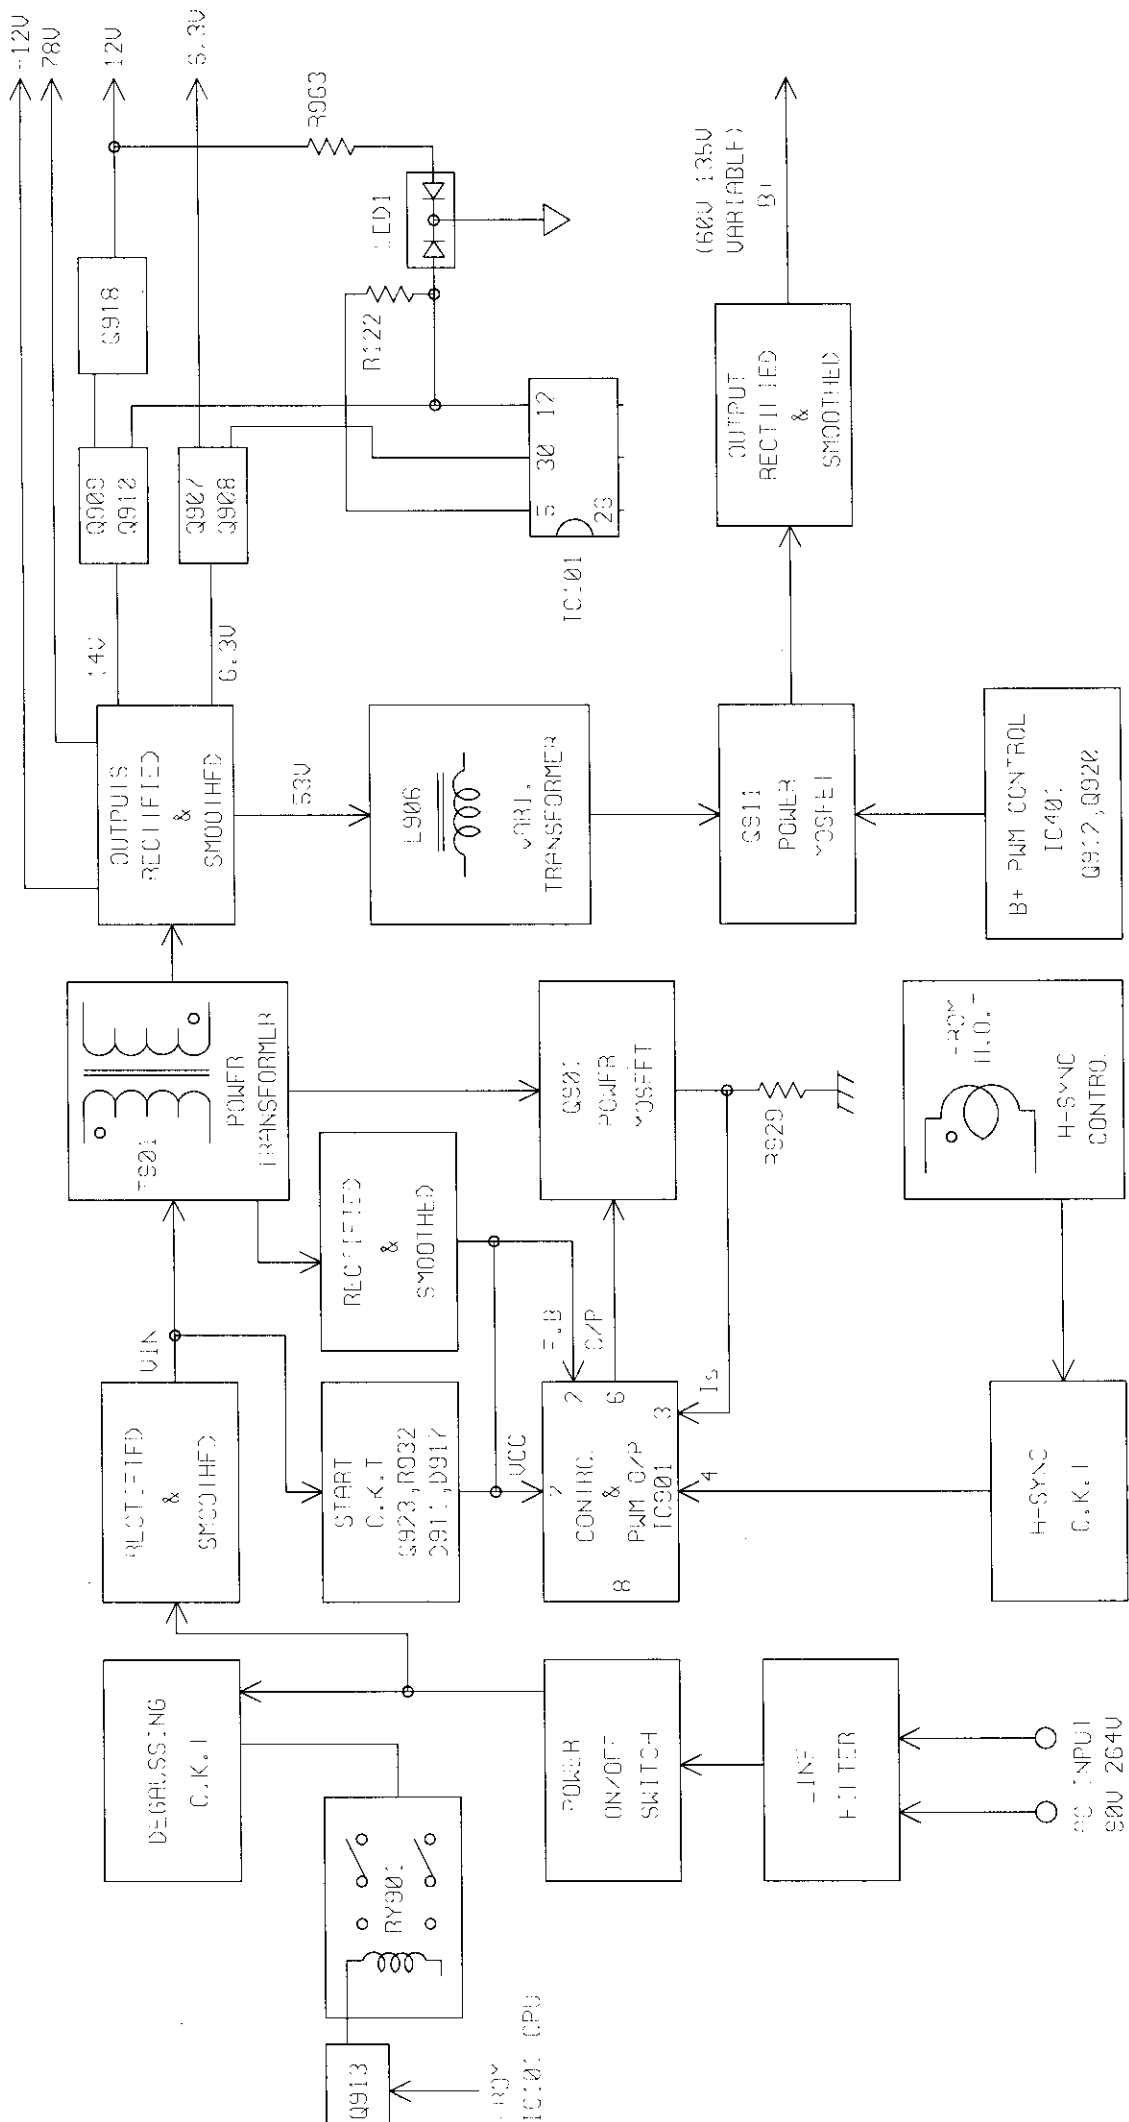 -12V
78V
12V
6.3V
R963
LED1
Q918
R122
Q909
Q910
Q907
Q908
14V
6.3V
5
30
12
IC101
(60V 135V
VARIABLE)
B+
OUTPUT
&
SMOOTHED
OUTPUTS
RECTIFIED
&
SMOOTHED
53V
L906
TRANSFORMER
Q911
POWER
MOSFET
B+ PWM CONTROL
IC401
Q917,Q920
T901
POWER
TRANSFORMER
Q901
POWER
MOSFET
R929
FROM
H-SYNC
CONTROL
VIN
RECTIFIED
&
SMOOTHED
F.B
O/P
Is
VCC
RECTIFIED
&
SMOOTHED
START
C.K.T
Q923,R932
D911,D917
7
2
6
3
4
8
CONTROL
&
PWM O/P
IC901
H-SYNC
C.K.T
DEGAUSSING
C.K.T
RY901
Q913
FROM
IC101 CPU
POWER
ON/OFF
SWITCH
LINE
FILTER
AC INPUT
90V 264V